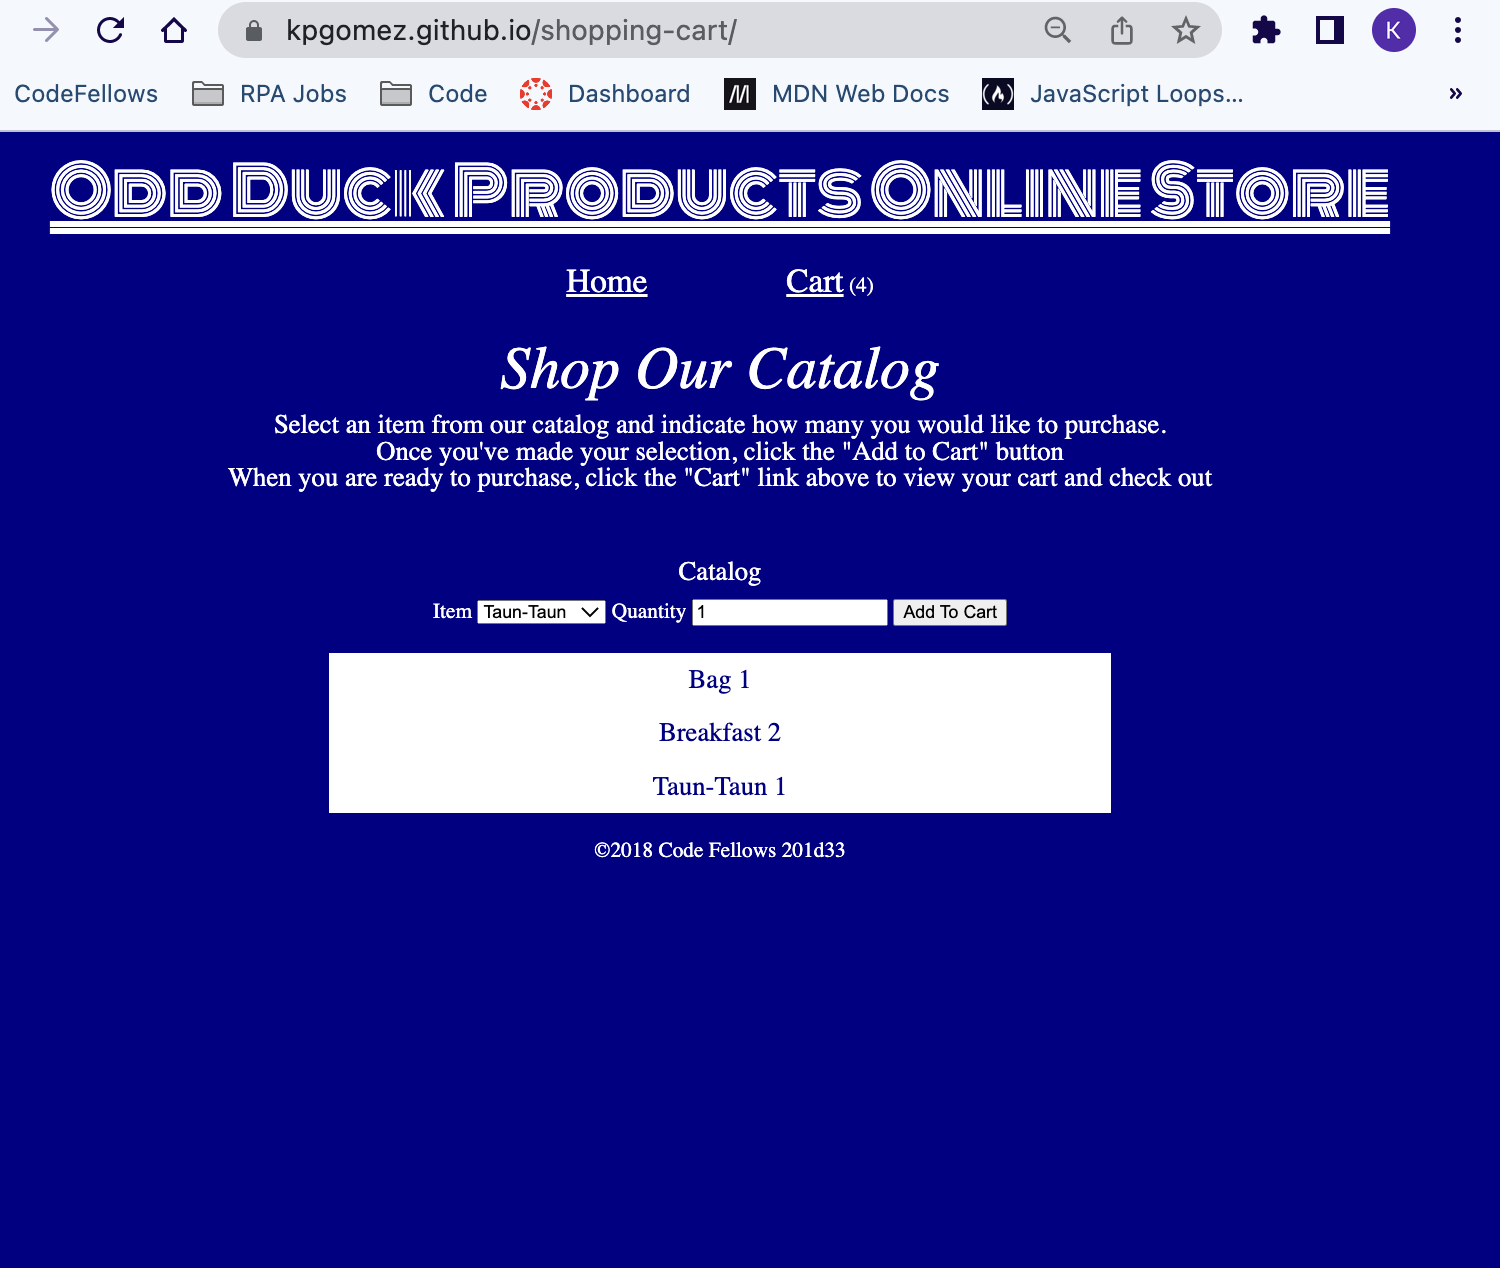 kpgomez.github.io/shopping-cart/
K
CodeFellows RPA Jobs Code Dashboard MDN Web Docs JavaScript Loops... »
Odd Duck Products Online Store
Home Cart (4)
Shop Our Catalog
Select an item from our catalog and indicate how many you would like to purchase.
Once you've made your selection, click the "Add to Cart" button
When you are ready to purchase, click the "Cart" link above to view your cart and check out
Catalog
Item Taun-Taun Quantity 1 Add To Cart
Bag 1
Breakfast 2
Taun-Taun 1
©2018 Code Fellows 201d33